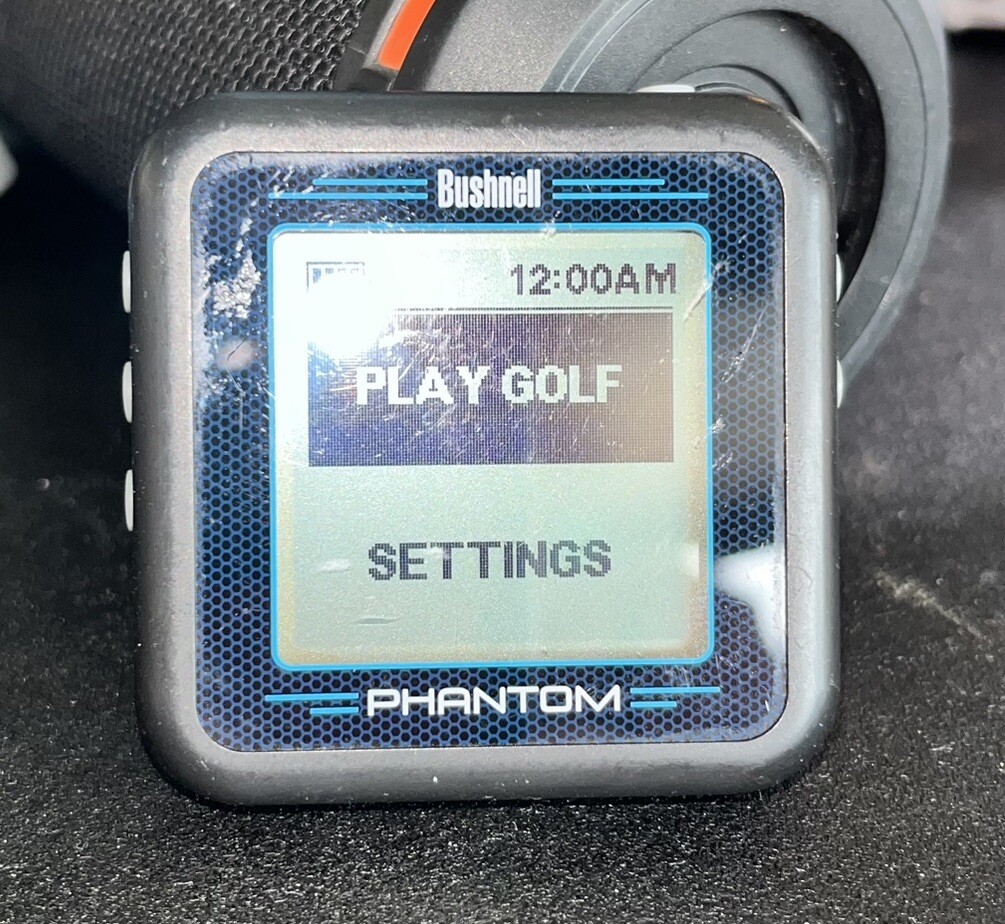 Bushnell
12:00AM
PLAY GOLF
SETTINGS
PHANTOM